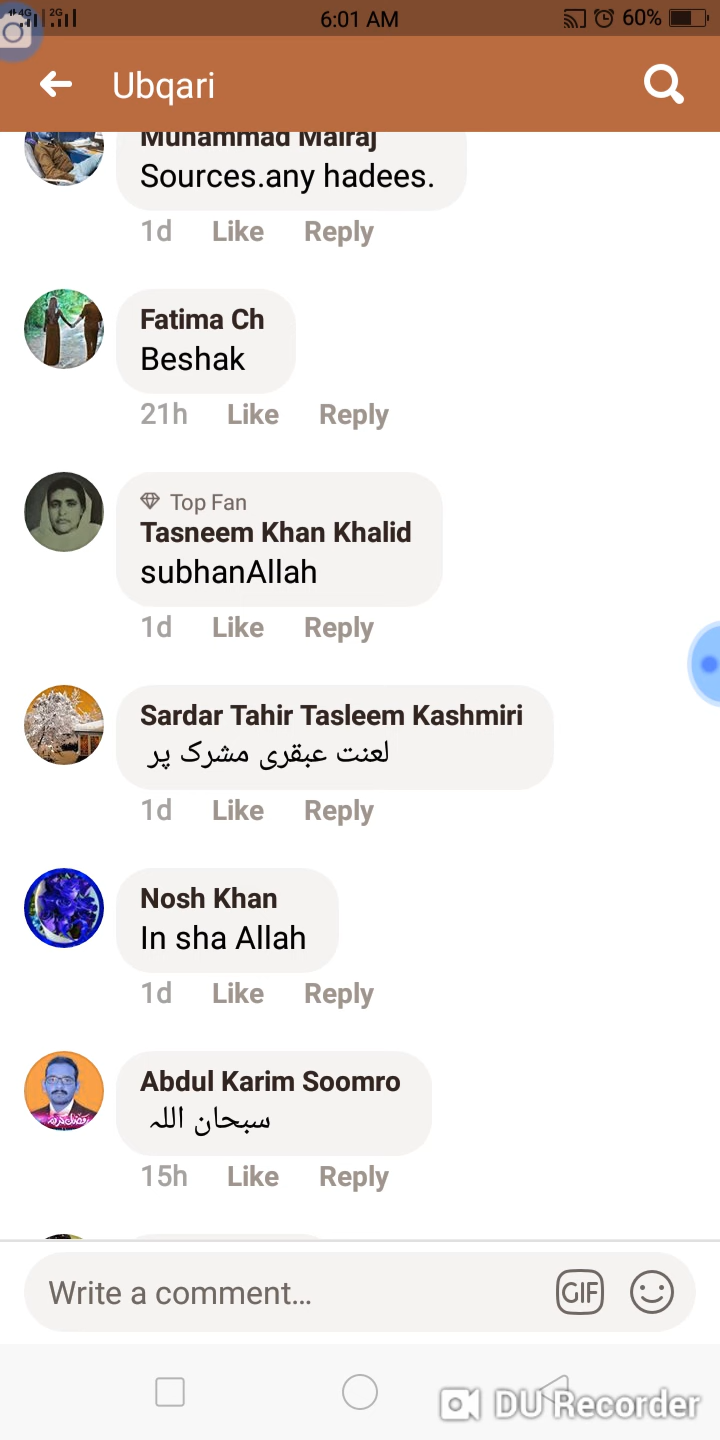 4G 2G 6:01 AM 60%
Ubqari
Muhammad Mairaj
Sources.any hadees.
1d Like Reply
Fatima Ch
Beshak
21h Like Reply
Top Fan
Tasneem Khan Khalid
subhanAllah
1d Like Reply
Sardar Tahir Tasleem Kashmiri
لعنت عبقری مشرک پر
1d Like Reply
Nosh Khan
In sha Allah
1d Like Reply
Abdul Karim Soomro
سبحان اللہ
15h Like Reply
Write a comment...
GIF
DU Recorder